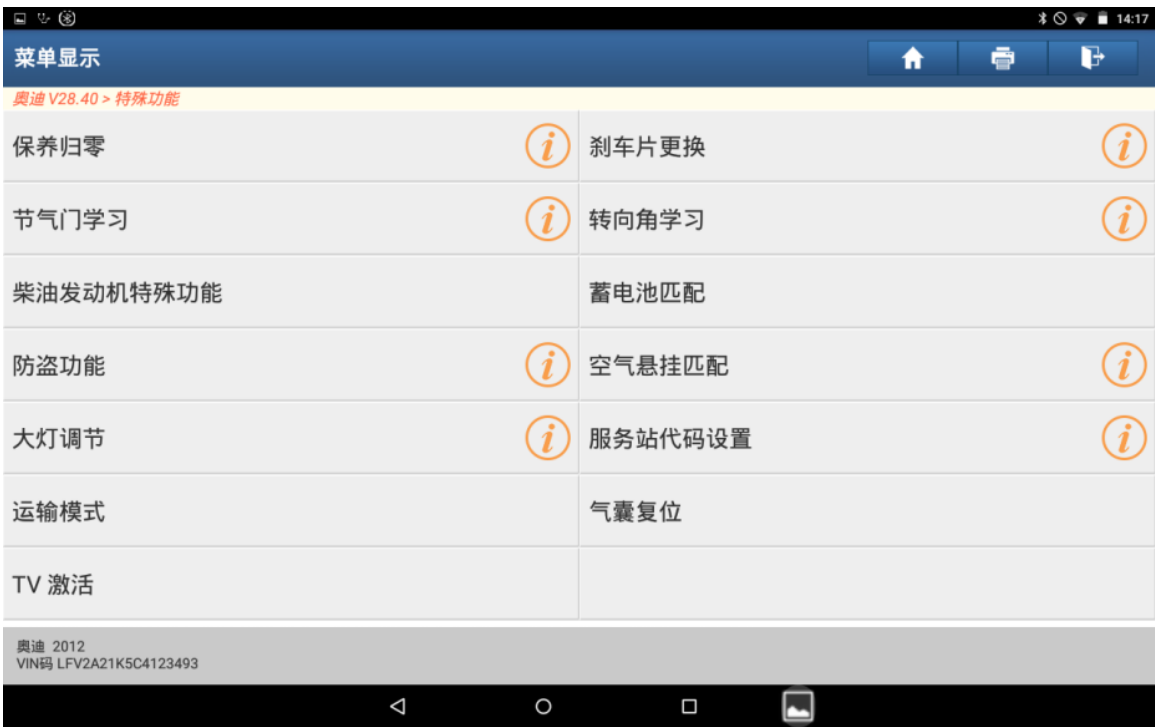 14:17
菜单显示
奥迪 V28.40 > 特殊功能
保养归零
刹车片更换
节气门学习
转向角学习
柴油发动机特殊功能
蓄电池匹配
防盗功能
空气悬挂匹配
大灯调节
服务站代码设置
运输模式
气囊复位
TV 激活
奥迪 2012
VIN码 LFV2A21K5C4123493